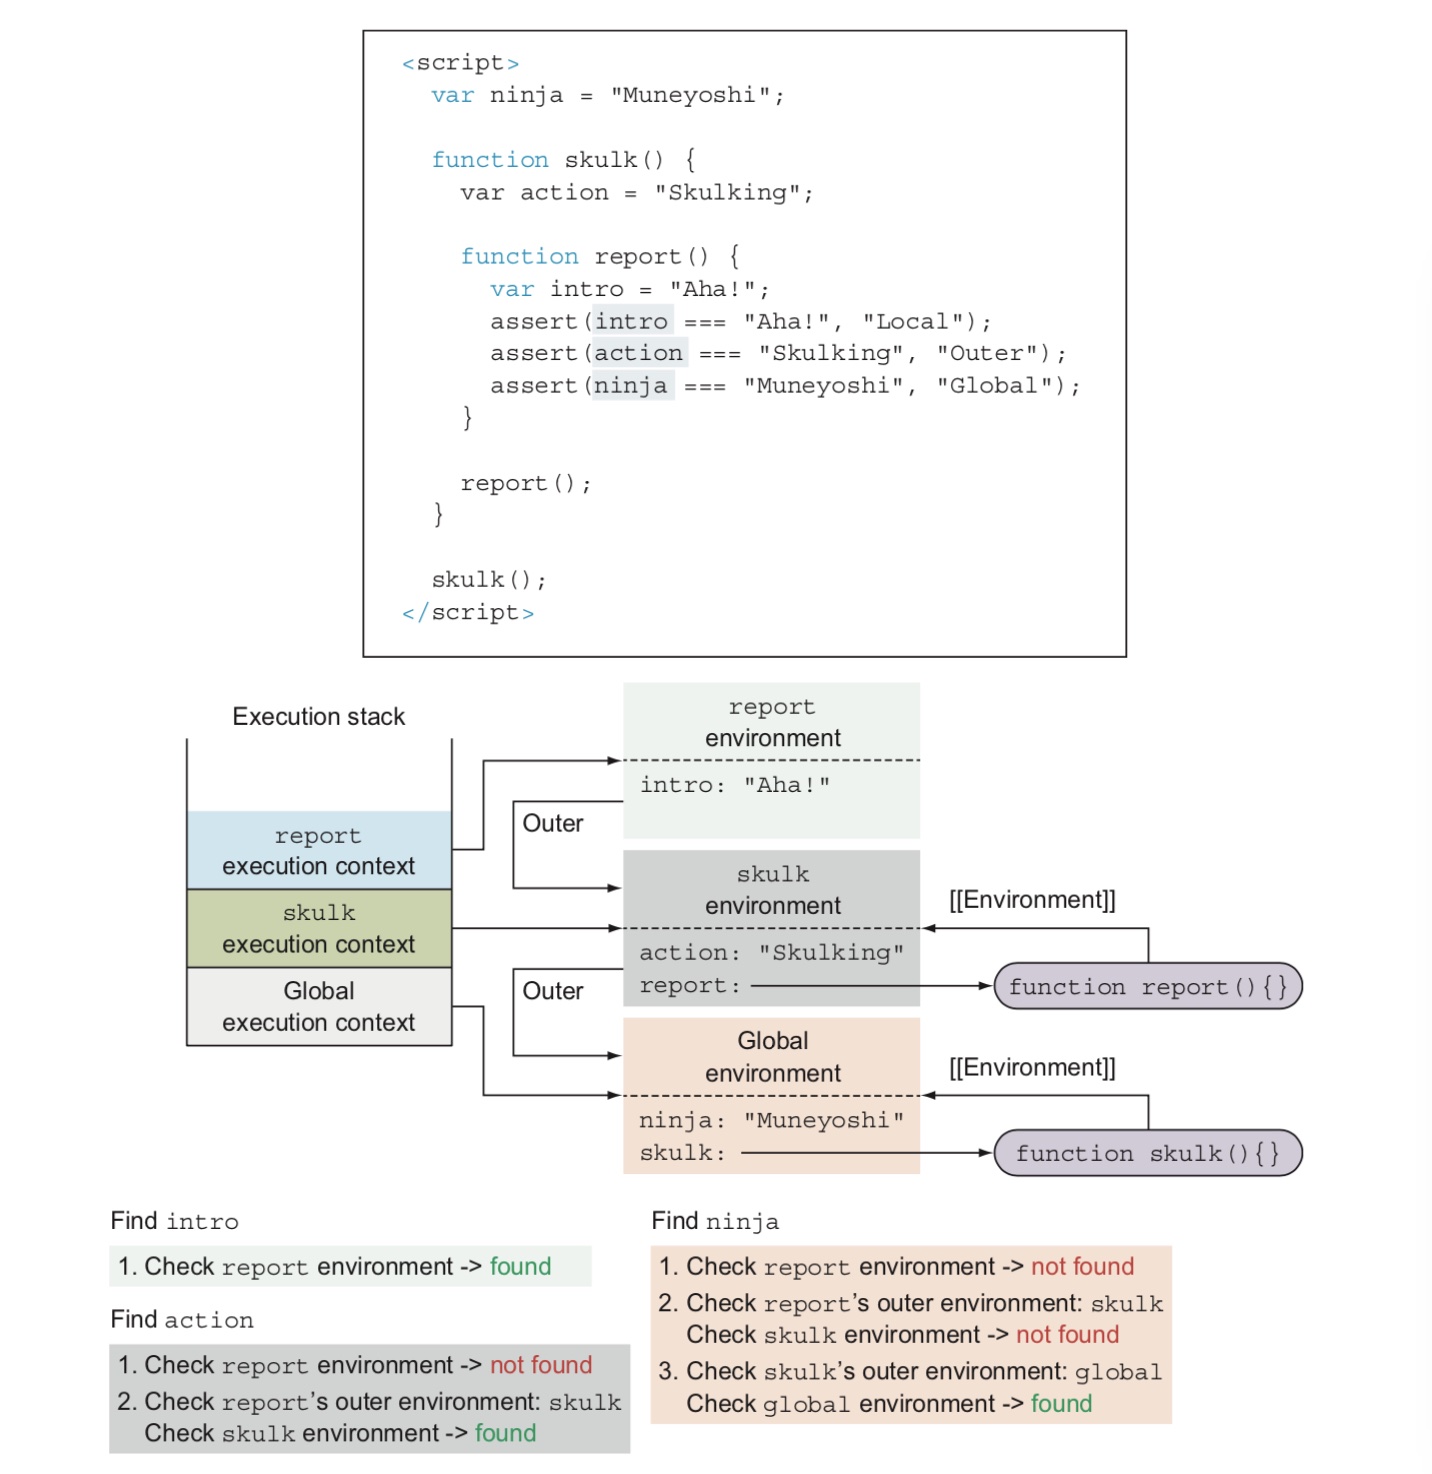 <script>
var ninja = "Muneyoshi";
function skulk() {
var action = "Skulking";
function report() {
var intro = "Aha!";
assert(intro === "Aha!", "Local");
assert(action === "Skulking", "Outer");
assert(ninja === "Muneyoshi", "Global");
}
report();
}
skulk();
</script>
Execution stack
report
execution context
skulk
execution context
Global
execution context
report
environment
intro: "Aha!"
Outer
skulk
environment
action: "Skulking"
report:
[[Environment]]
function report(){}
Outer
Global
environment
ninja: "Muneyoshi"
skulk:
[[Environment]]
function skulk(){}
Find intro
1. Check report environment -> found
Find action
1. Check report environment -> not found
2. Check report’s outer environment: skulk
Check skulk environment -> found
Find ninja
1. Check report environment -> not found
2. Check report’s outer environment: skulk
Check skulk environment -> not found
3. Check skulk’s outer environment: global
Check global environment -> found